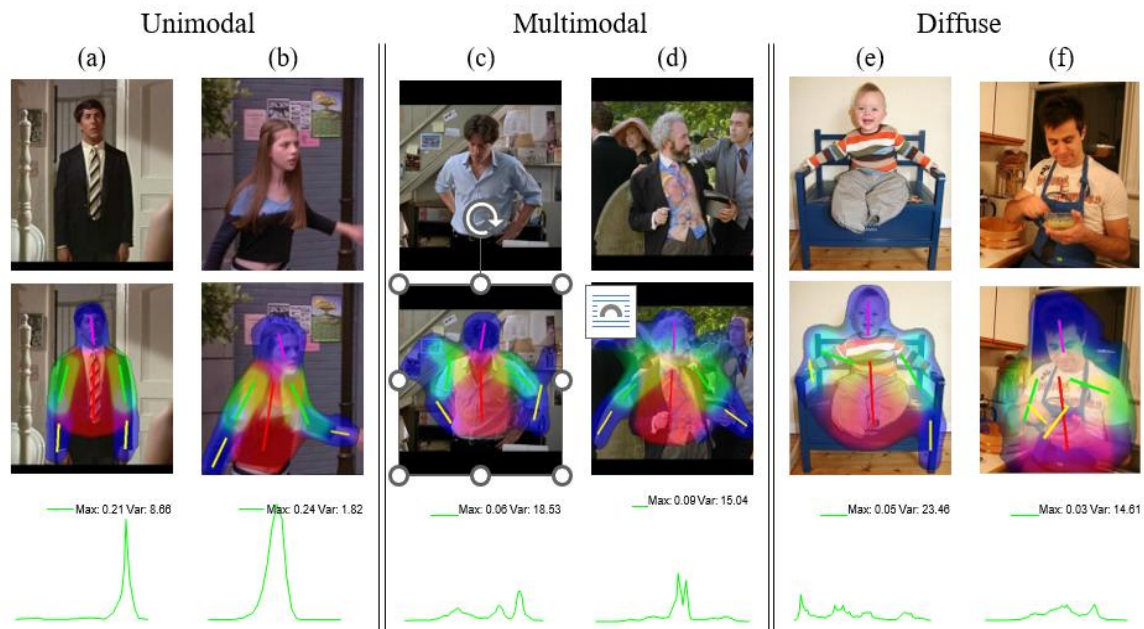 Unimodal Multimodal Diffuse
(a) (b) (c) (d) (e) (f)
Max: 0.21 Var: 8.66 Max: 0.24 Var: 1.82 Max: 0.06 Var: 18.53 Max: 0.09 Var: 15.04 Max: 0.05 Var: 23.46 Max: 0.03 Var: 14.61